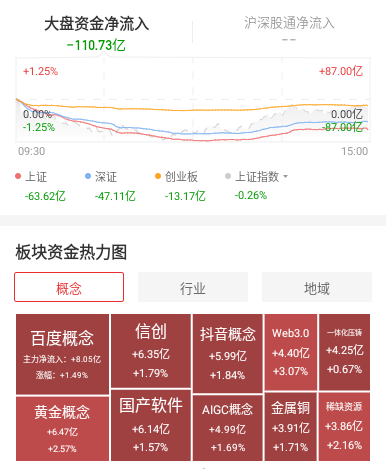 大盘资金净流入
沪深股通净流入
-110.73亿
--
+1.25%
+87.00亿
0.00%
0.00亿
-1.25%
-87.00亿
09:30
15:00
上证
深证
创业板
上证指数
-63.62亿
-47.11亿
-13.17亿
-0.26%
板块资金热力图
概念
行业
地域
百度概念
主力净流入：+8.05亿
涨幅：+1.49%
信创
+6.35亿
+1.79%
抖音概念
+5.99亿
+1.84%
Web3.0
+4.40亿
+3.07%
一体化压铸
+4.25亿
+0.67%
黄金概念
+6.47亿
+2.57%
国产软件
+6.14亿
+1.57%
AIGC概念
+4.99亿
+1.69%
金属铜
+3.91亿
+1.71%
稀缺资源
+3.86亿
+2.16%